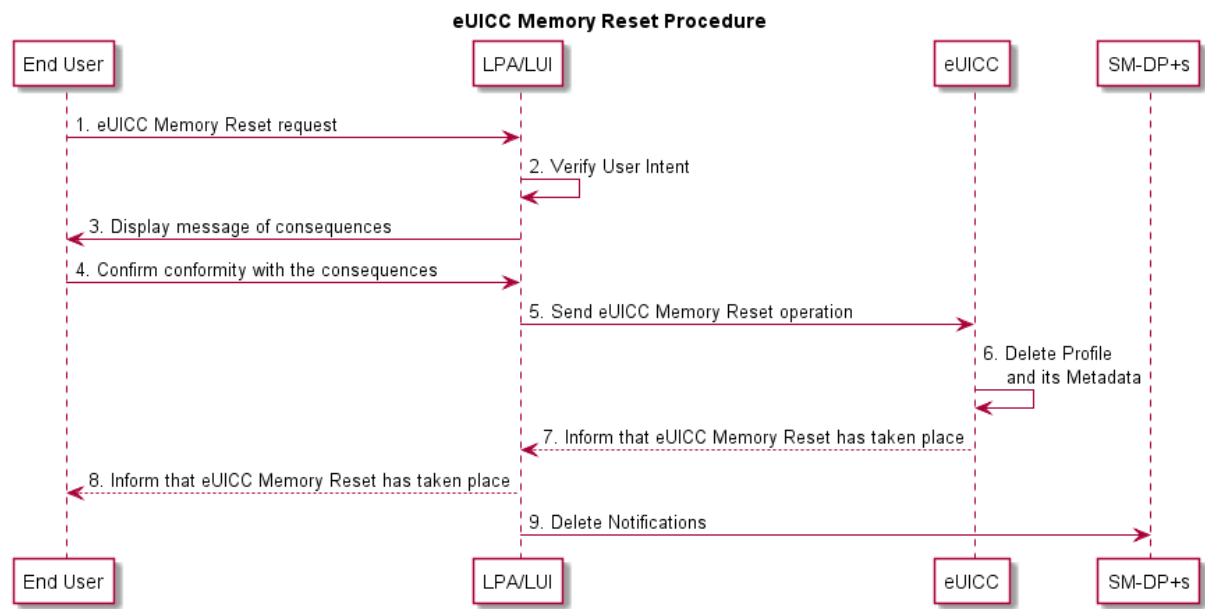 eUICC Memory Reset Procedure
End User LPA/LUI eUICC SM-DP+s
1. eUICC Memory Reset request
2. Verify User Intent
3. Display message of consequences
4. Confirm conformity with the consequences
5. Send eUICC Memory Reset operation
6. Delete Profile
and its Metadata
7. Inform that eUICC Memory Reset has taken place
8. Inform that eUICC Memory Reset has taken place
9. Delete Notifications
End User LPA/LUI eUICC SM-DP+s